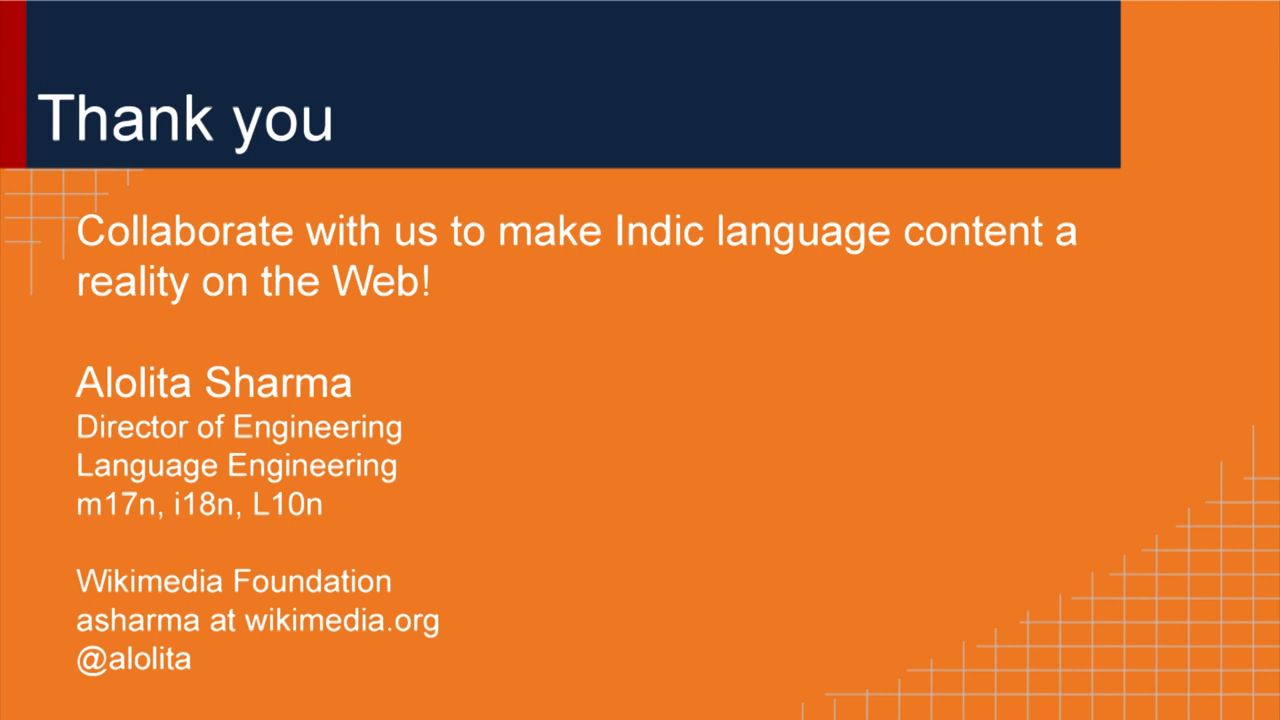 Thank you
Collaborate with us to make Indic language content a
reality on the Web!
Alolita Sharma
Director of Engineering
Language Engineering
m17n, i18n, L10n
Wikimedia Foundation
asharma at wikimedia.org
@alolita